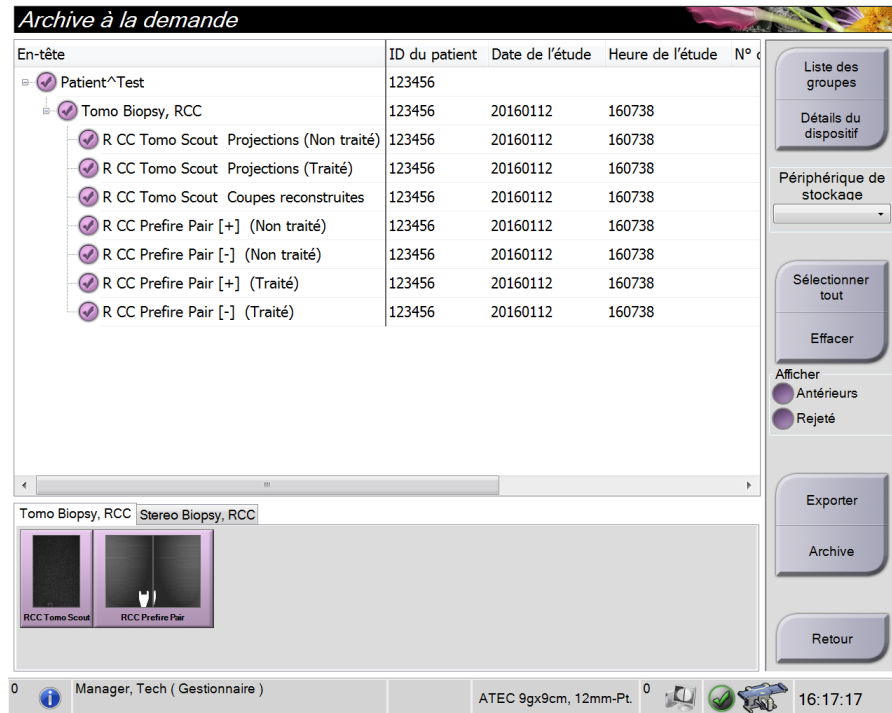 Archive à la demande
En-tête ID du patient Date de l'étude Heure de l'étude N° d
Patient^Test 123456
Tomo Biopsy, RCC 123456 20160112 160738
R CC Tomo Scout Projections (Non traité) 123456 20160112 160738
R CC Tomo Scout Projections (Traité) 123456 20160112 160738
R CC Tomo Scout Coupes reconstruites 123456 20160112 160738
R CC Prefire Pair [+] (Non traité) 123456 20160112 160738
R CC Prefire Pair [-] (Non traité) 123456 20160112 160738
R CC Prefire Pair [+] (Traité) 123456 20160112 160738
R CC Prefire Pair [-] (Traité) 123456 20160112 160738
Liste des
groupes
Détails du
dispositif
Périphérique de
stockage
Sélectionner
tout
Effacer
Afficher
Antérieurs
Rejeté
Exporter
Archive
Retour
Tomo Biopsy, RCC Stereo Biopsy, RCC
RCC Tomo Scout RCC Prefire Pair
0 Manager, Tech ( Gestionnaire ) ATEC 9gx9cm, 12mm-Pt. 0 16:17:17